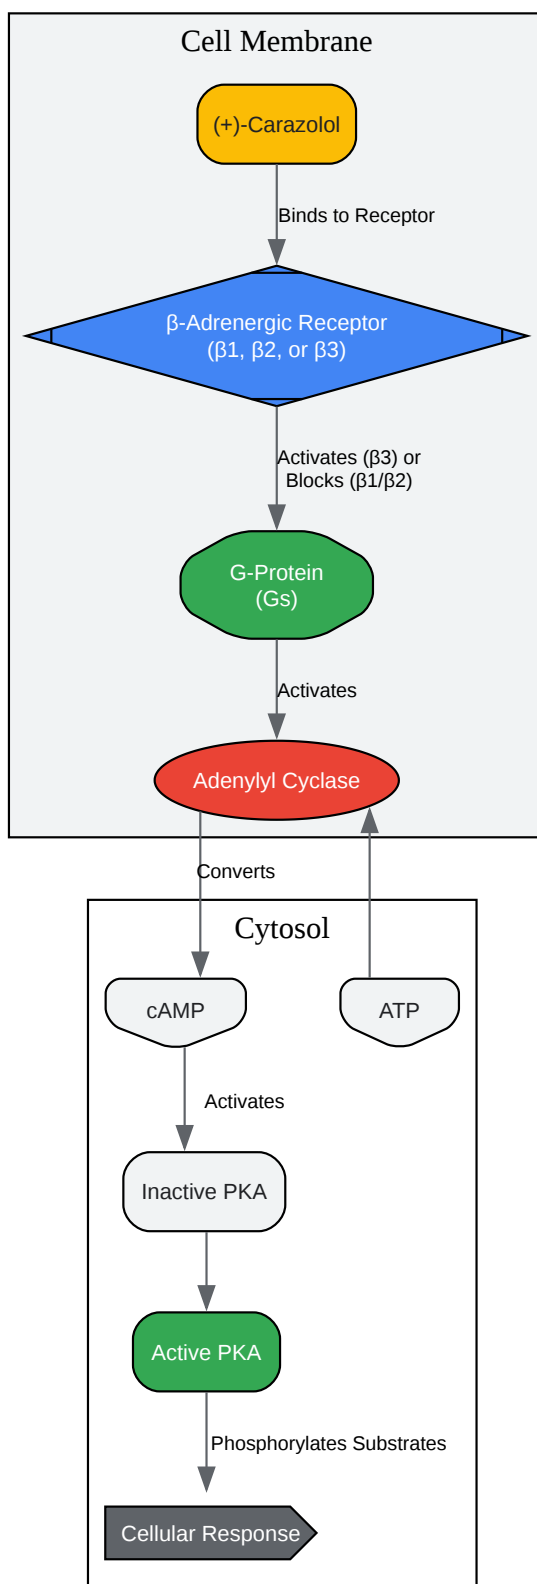 Cell Membrane
(+)-Carazolol
Binds to Receptor
β-Adrenergic Receptor
(β1, β2, or β3)
Activates (β3) or
Blocks (β1/β2)
G-Protein
(Gs)
Activates
Adenylyl Cyclase
Converts
Cytosol
cAMP
ATP
Activates
Inactive PKA
Active PKA
Phosphorylates Substrates
Cellular Response